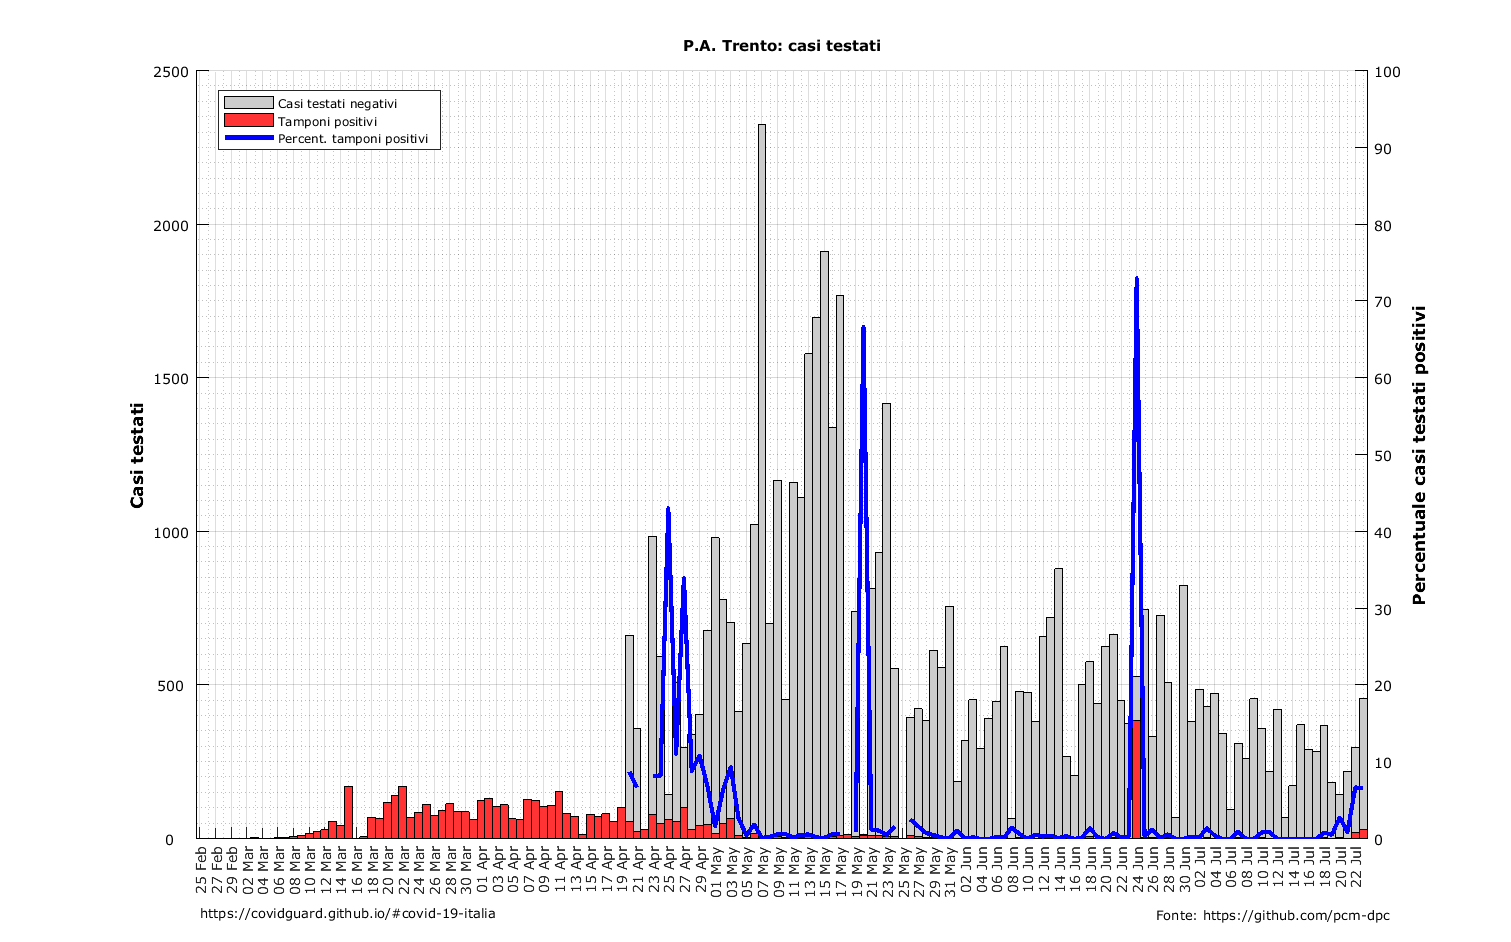 P.A. Trento: casi testati
Casi testati negativi
Tamponi positivi
Percent. tamponi positivi
Casi testati
2500
2000
1500
1000
500
0
Percentuale casi testati positivi
100
90
80
70
60
50
40
30
20
10
0
25 Feb
27 Feb
29 Feb
02 Mar
04 Mar
06 Mar
08 Mar
10 Mar
12 Mar
14 Mar
16 Mar
18 Mar
20 Mar
22 Mar
24 Mar
26 Mar
28 Mar
30 Mar
01 Apr
03 Apr
05 Apr
07 Apr
09 Apr
11 Apr
13 Apr
15 Apr
17 Apr
19 Apr
21 Apr
23 Apr
25 Apr
27 Apr
29 Apr
01 May
03 May
05 May
07 May
09 May
11 May
13 May
15 May
17 May
19 May
21 May
23 May
25 May
27 May
29 May
31 May
02 Jun
04 Jun
06 Jun
08 Jun
10 Jun
12 Jun
14 Jun
16 Jun
18 Jun
20 Jun
22 Jun
24 Jun
26 Jun
28 Jun
30 Jun
02 Jul
04 Jul
06 Jul
08 Jul
10 Jul
12 Jul
14 Jul
16 Jul
18 Jul
20 Jul
22 Jul
https://covidguard.github.io/#covid-19-italia
Fonte: https://github.com/pcm-dpc